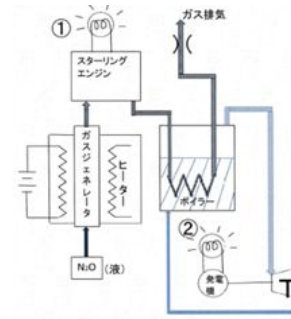 ガス排気
①
スターリング
エンジン
ガスジェネレータ
ヒーター
ボイラー
②
発電
機
T
N₂O (液)